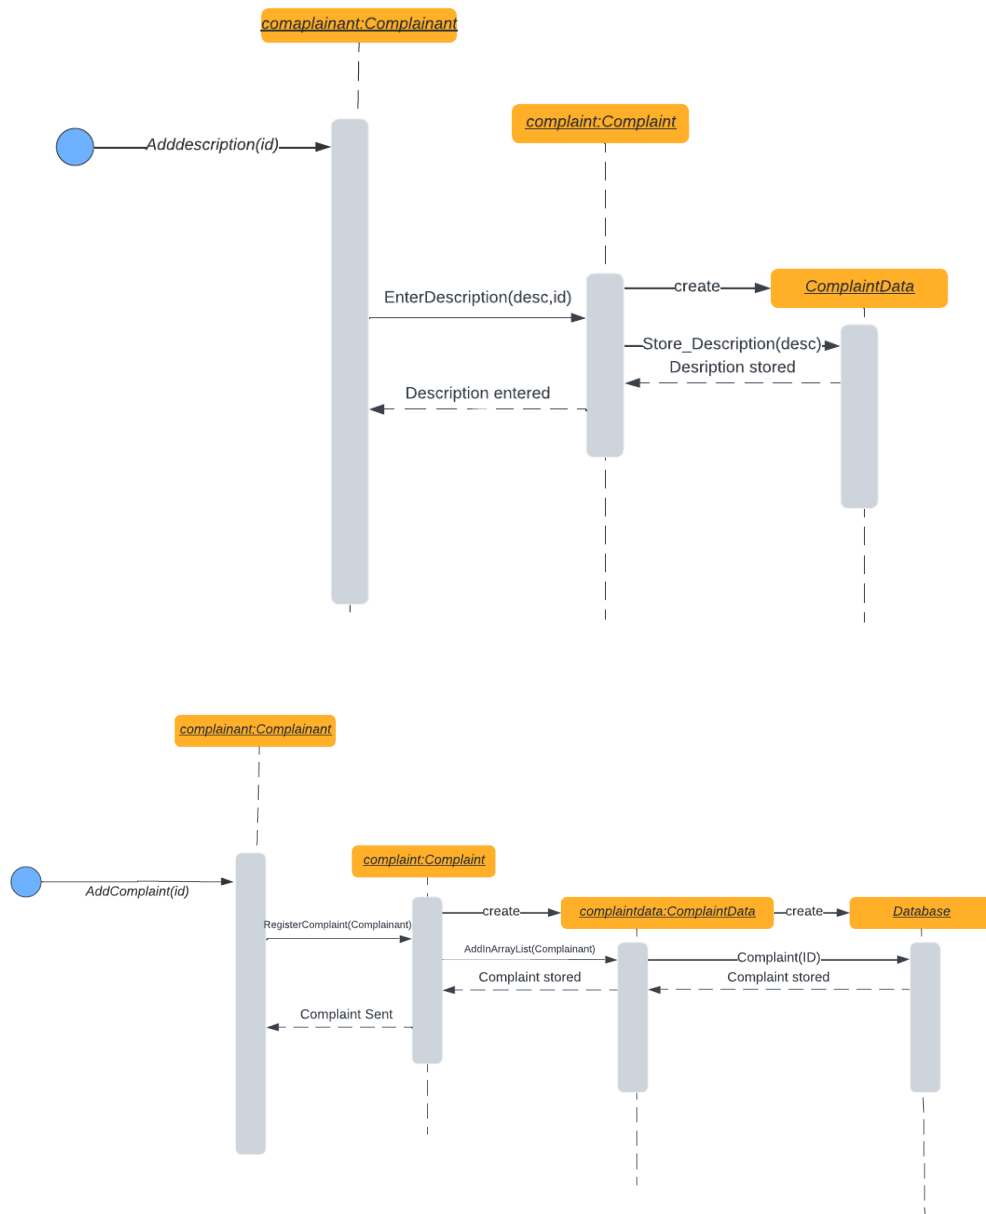 comaplainant:Complainant
complaint:Complaint
Adddescription(id)
create
ComplaintData
EnterDescription(desc,id)
Store_Description(desc)
Desription stored
Description entered
complainant:Complainant
complaint:Complaint
AddComplaint(id)
create
complaintdata:ComplaintData
create
Database
RegisterComplaint(Complainant)
AddInArrayList(Complainant)
Complaint(ID)
Complaint stored
Complaint stored
Complaint Sent